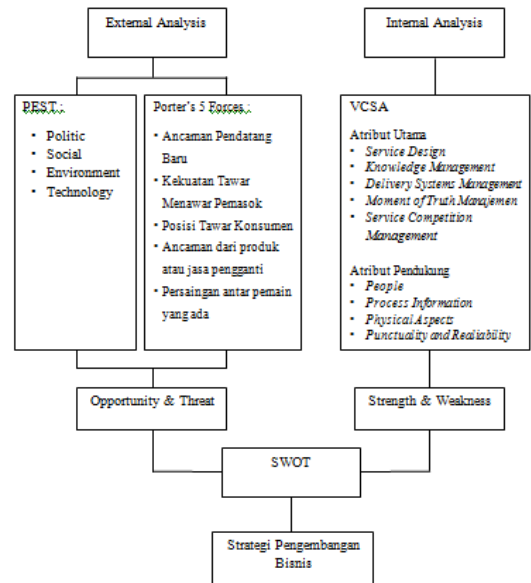 External Analysis
Internal Analysis
PEST :
• Politic
• Social
• Environment
• Technology
Porter's 5 Forces :
• Ancaman Pendatang
Baru
• Kekuatan Tawar
Menawar Pemasok
• Posisi Tawar Konsumen
• Ancaman dari produk
atau jasa pengganti
• Persaingan antar pemain
yang ada
VCSA
Atribut Utama
• Service Design
• Knowledge Management
• Delivery Systems Management
• Moment of Truth Manajemen
• Service Competition
Management
Atribut Pendukung
• People
• Process Information
• Physical Aspects
• Punctuality and Realiability
Opportunity & Threat
Strength & Weakness
SWOT
Strategi Pengembangan
Bisnis